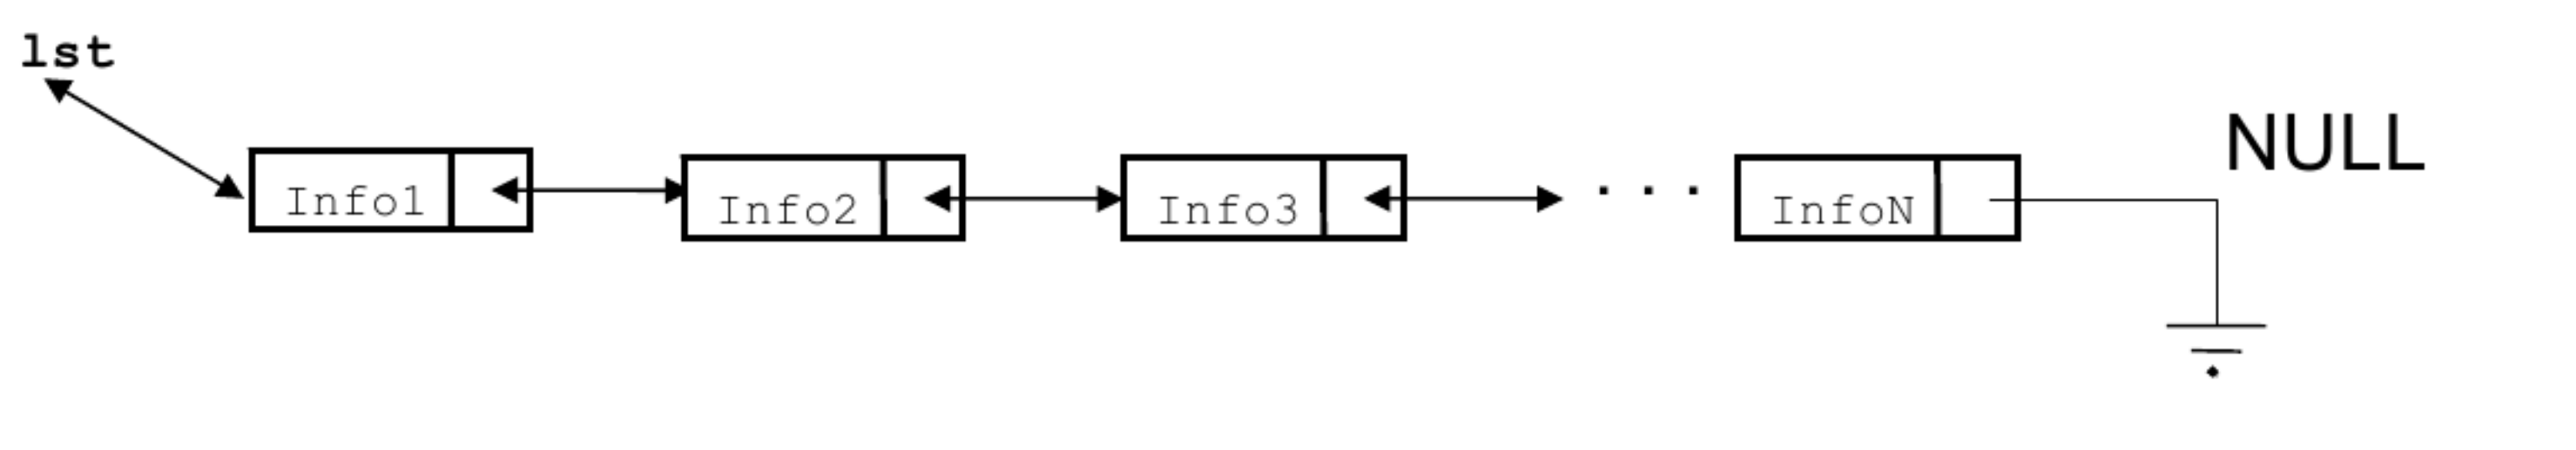 lst
NULL
Info1 Info2 Info3 . . . InfoN